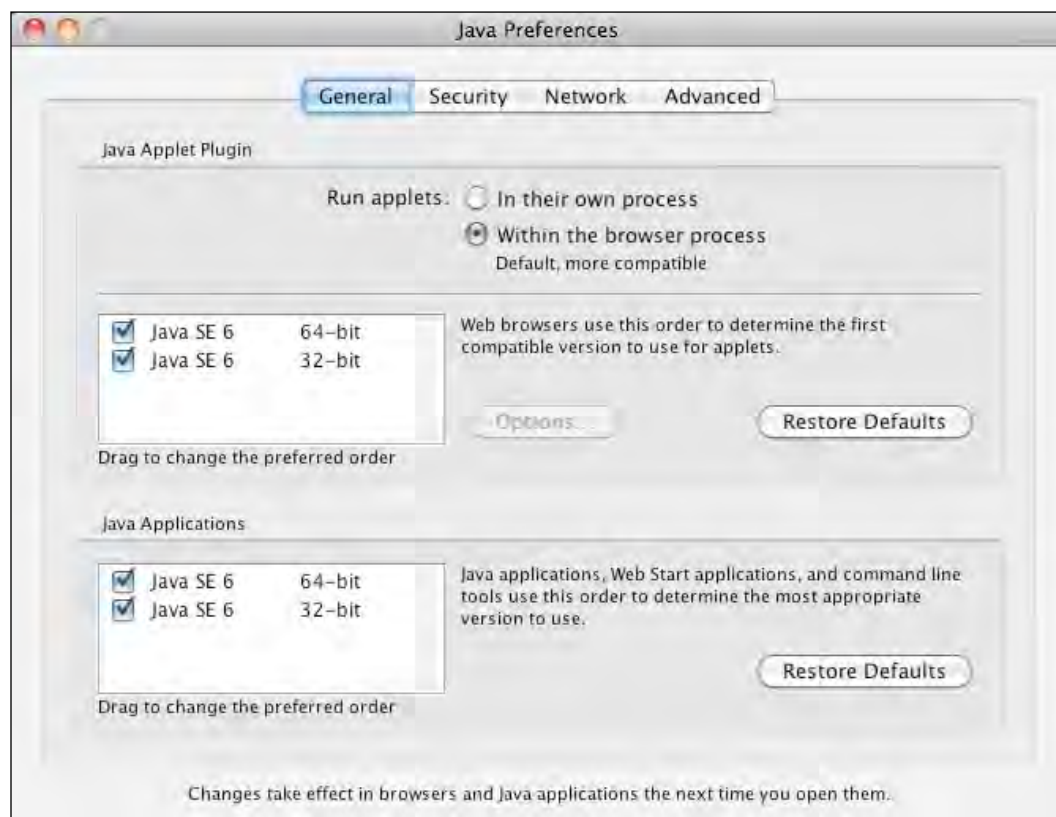 Java Preferences
General Security Network Advanced
Java Applet Plugin
Run applets: In their own process
Within the browser process
Default, more compatible
Java SE 6 64-bit
Java SE 6 32-bit
Web browsers use this order to determine the first
compatible version to use for applets.
Options...
Restore Defaults
Drag to change the preferred order
Java Applications
Java SE 6 64-bit
Java SE 6 32-bit
Java applications, Web Start applications, and command line
tools use this order to determine the most appropriate
version to use.
Restore Defaults
Drag to change the preferred order
Changes take effect in browsers and Java applications the next time you open them.